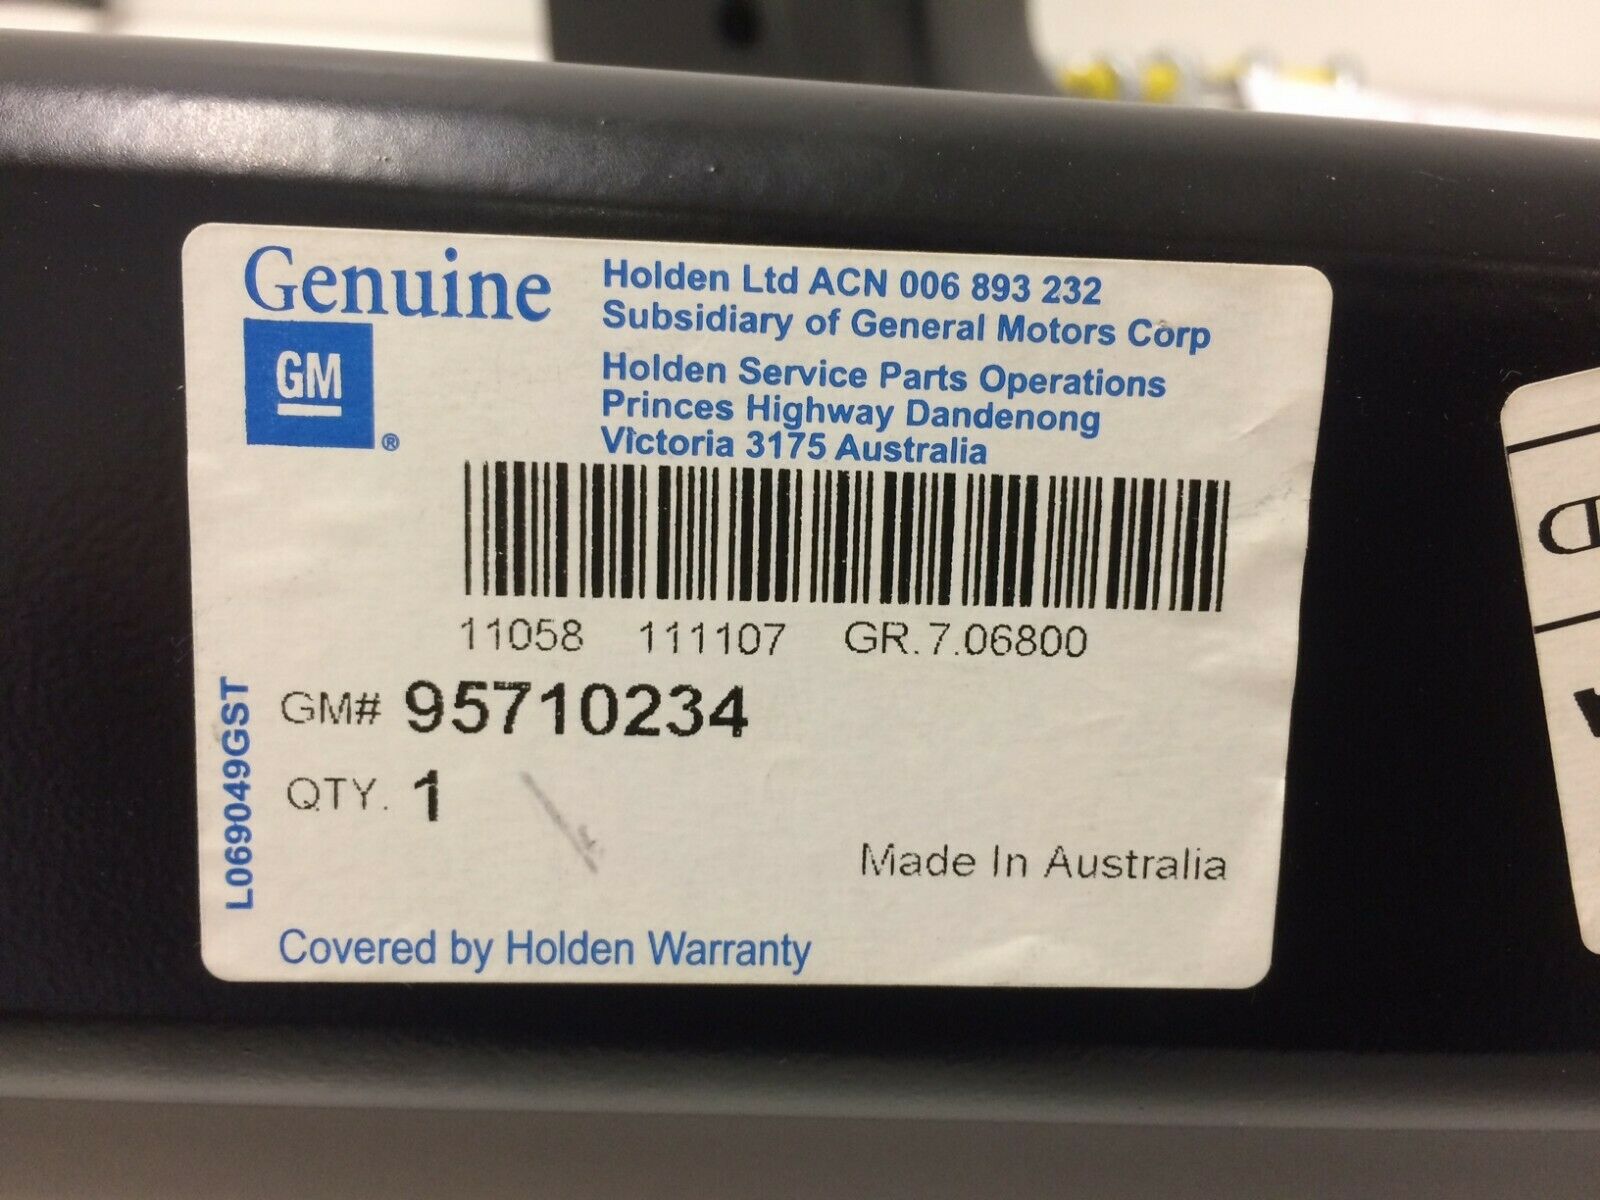 Genuine
GM
®
Holden Ltd ACN 006 893 232
Subsidiary of General Motors Corp
Holden Service Parts Operations
Princes Highway Dandenong
Victoria 3175 Australia
11058 111107 GR.7.06800
GM# 95710234
QTY. 1
Made In Australia
L069049GST
Covered by Holden Warranty